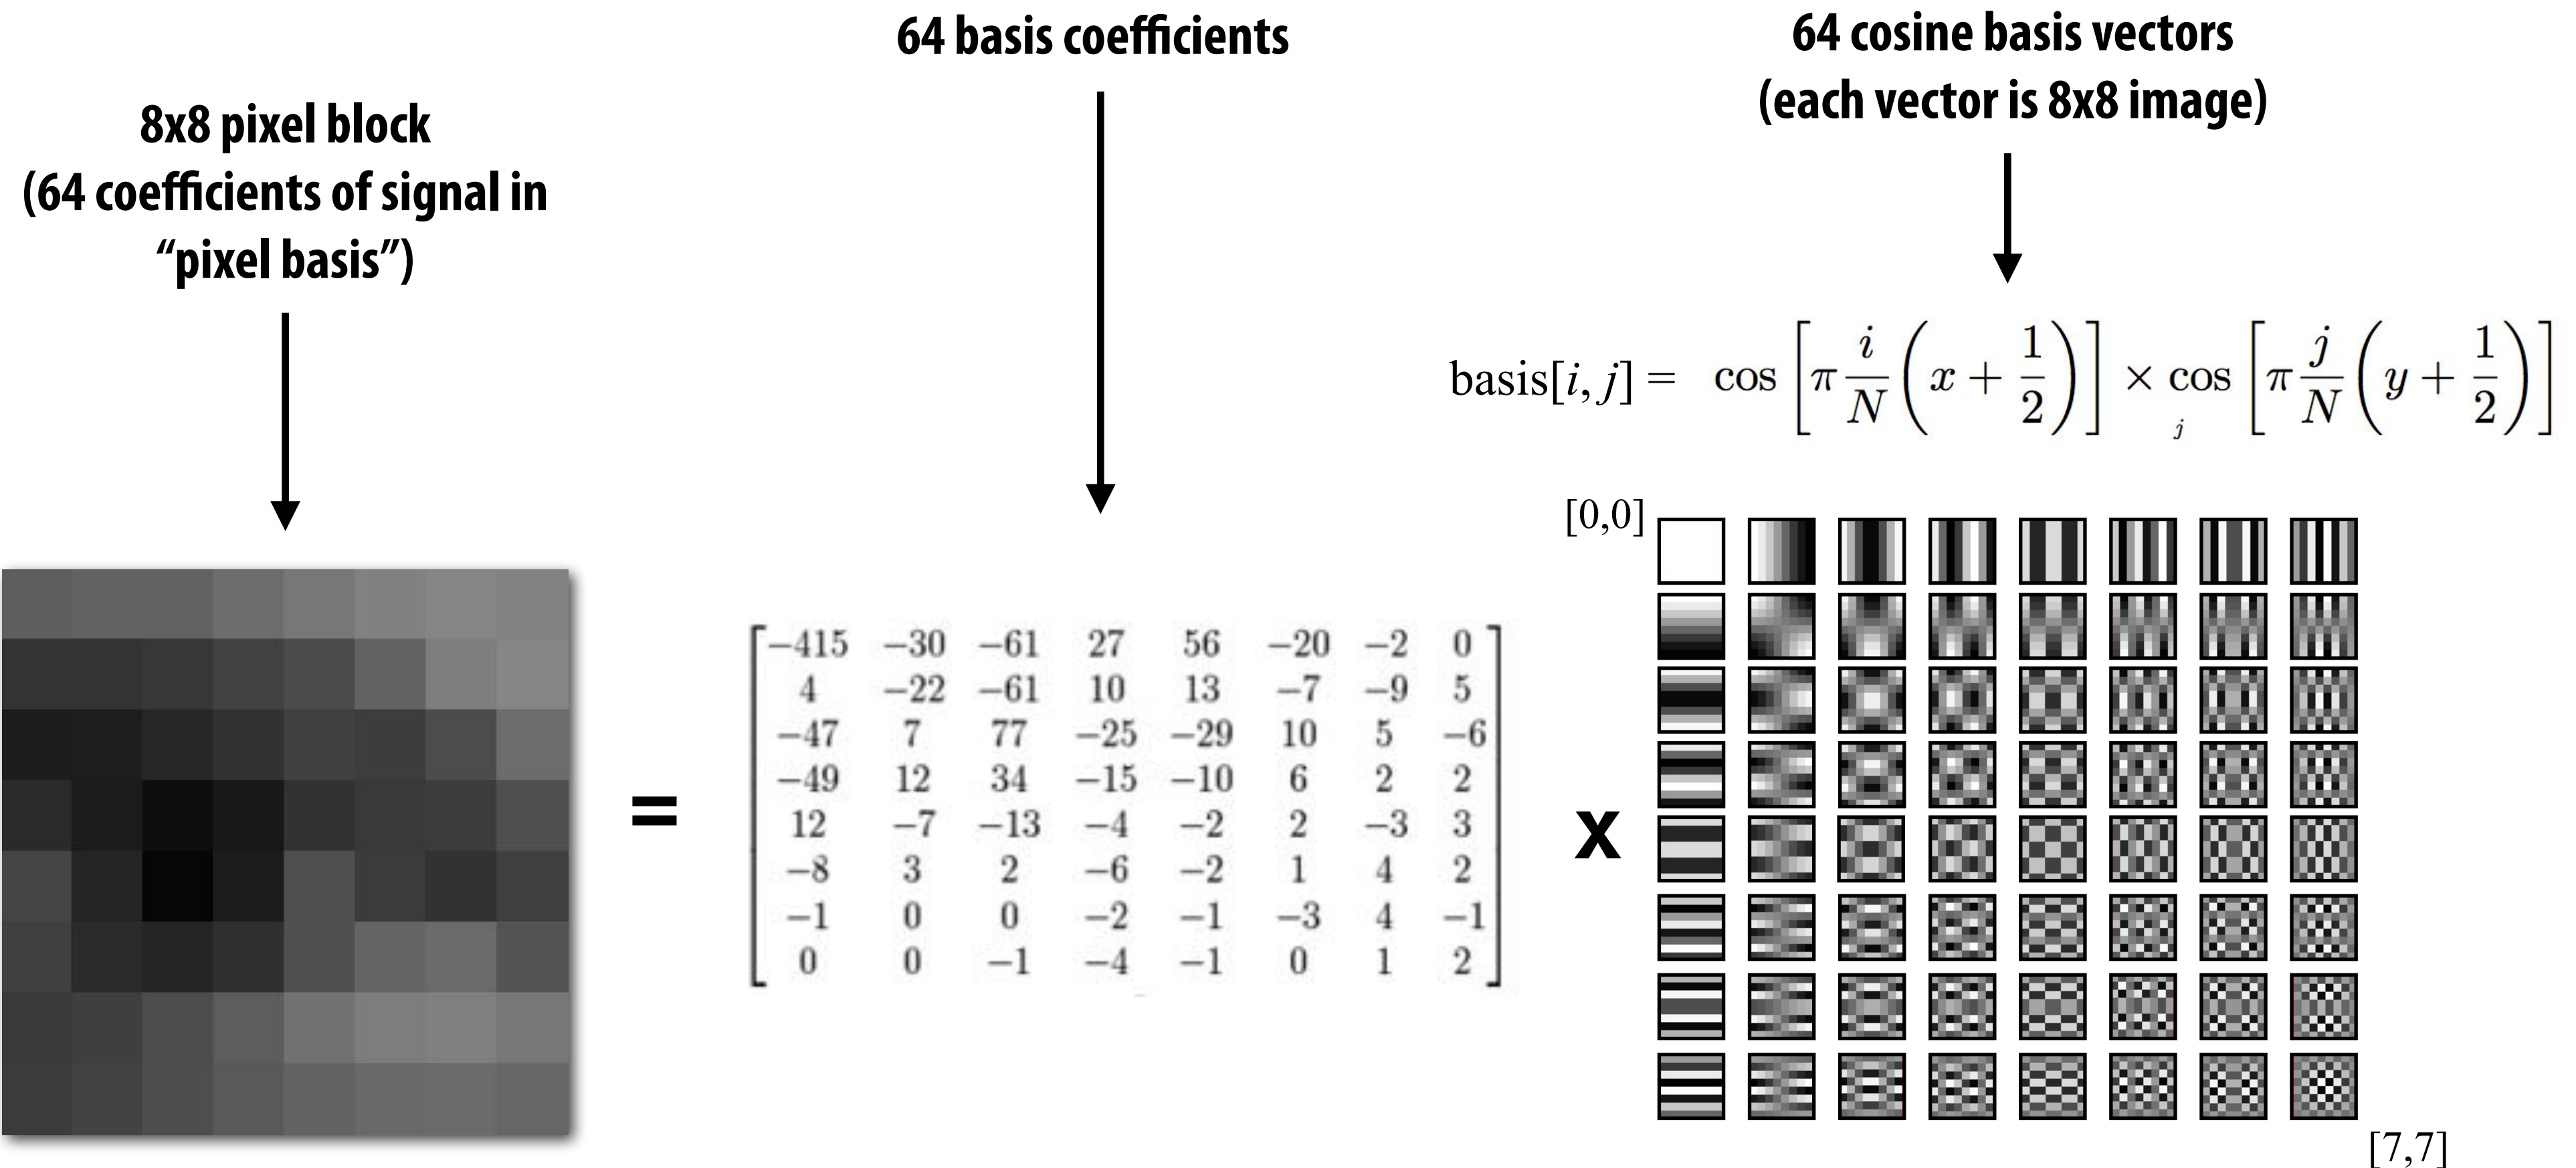 8x8 pixel block
(64 coefficients of signal in
“pixel basis”)
64 basis coefficients
64 cosine basis vectors
(each vector is 8x8 image)
basis[i, j] = cos [π i/N (x + 1/2)] × cos [π j/N (y + 1/2)]
j
[0,0]
=
−415 −30 −61 27 56 −20 −2 0
4 −22 −61 10 13 −7 −9 5
−47 7 77 −25 −29 10 5 −6
−49 12 34 −15 −10 6 2 2
12 −7 −13 −4 −2 2 −3 3
−8 3 2 −6 −2 1 4 2
−1 0 0 −2 −1 −3 4 −1
0 0 −1 −4 −1 0 1 2
x
[7,7]